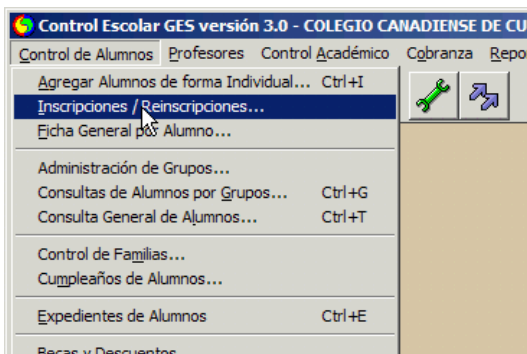 Control Escolar GES versión 3.0 - COLEGIO CANADIENSE DE CU
Control de Alumnos Profesores Control Académico Cobranza Repo
Agregar Alumnos de forma Individual... Ctrl+I
Inscripciones / Reinscripciones...
Ficha General por Alumno...
Administración de Grupos...
Consultas de Alumnos por Grupos... Ctrl+G
Consulta General de Alumnos... Ctrl+T
Control de Familias...
Cumpleaños de Alumnos...
Expedientes de Alumnos Ctrl+E
Becas y Descuentos